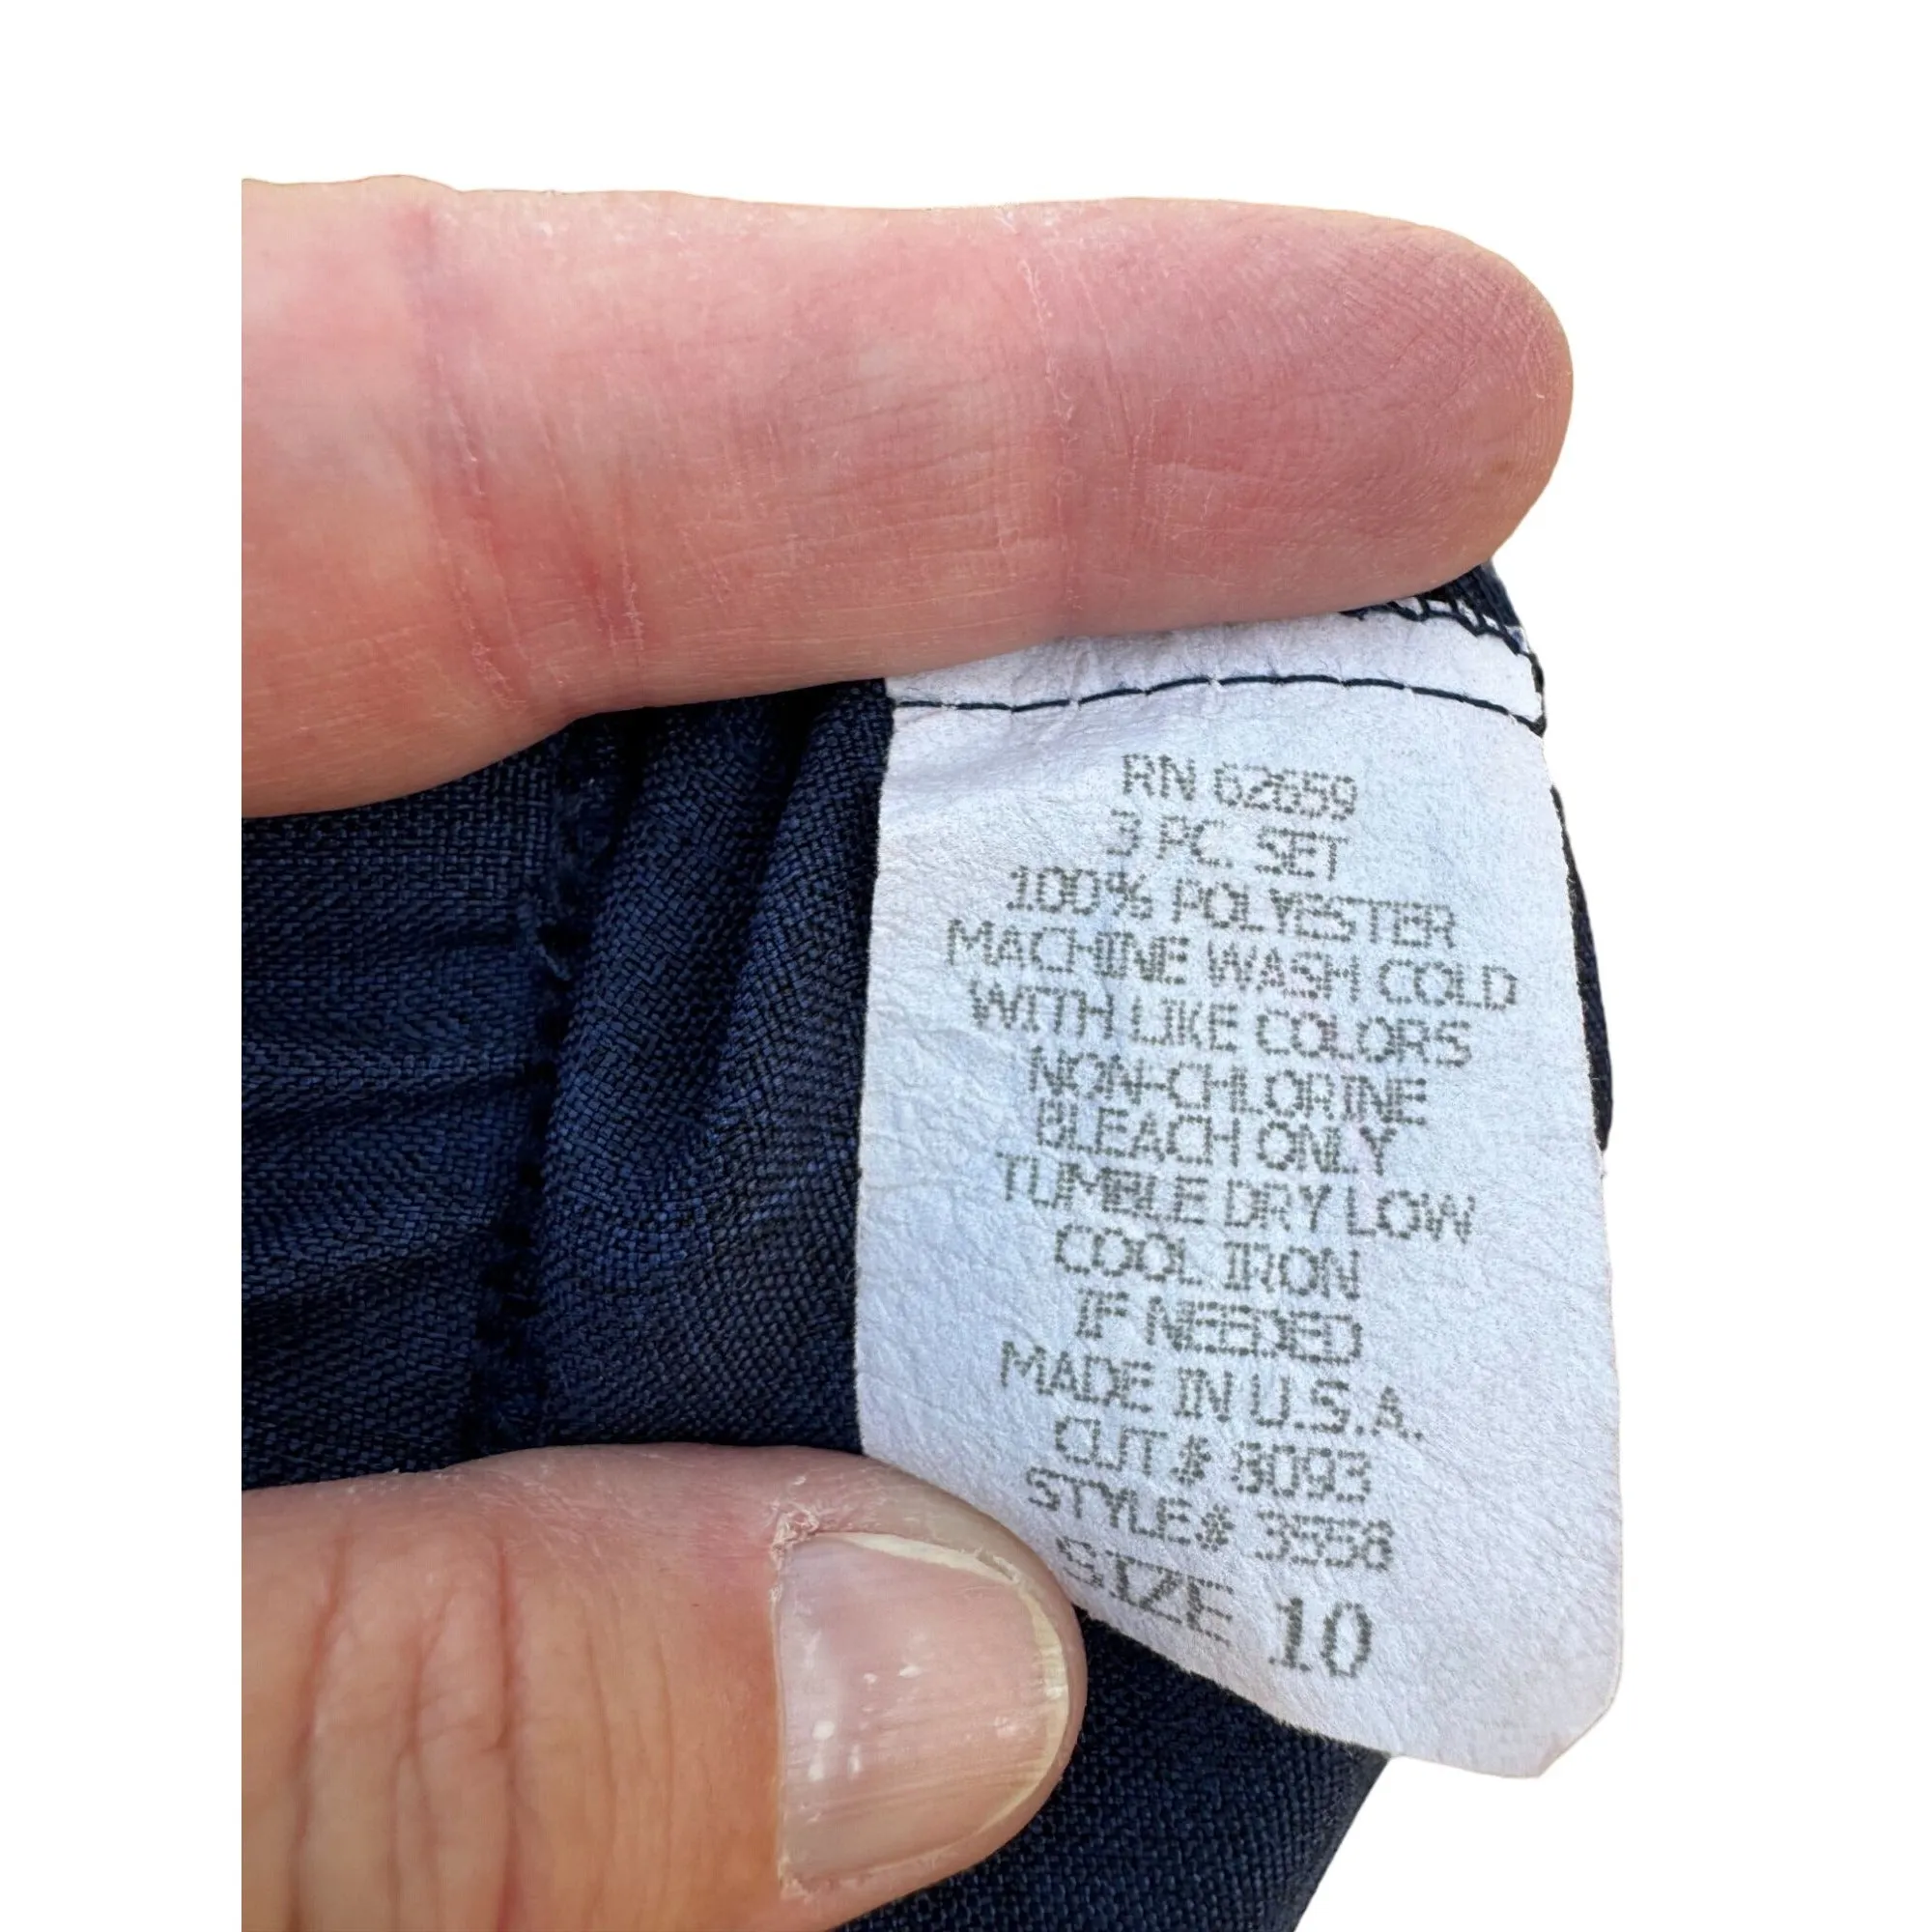 RN 62659
3 PC. SET
100% POLYESTER
MACHINE WASH COLD
WITH LIKE COLORS
NON-CHLORINE
BLEACH ONLY
TUMBLE DRY LOW
COOL IRON
IF NEEDED
MADE IN U.S.A.
CUT # 8093
STYLE# 3558
SIZE 10